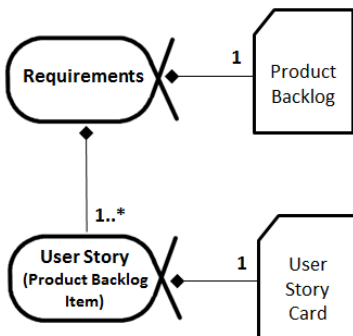 Requirements
1
Product
Backlog
1..*
User Story
(Product Backlog
Item)
1
User
Story
Card